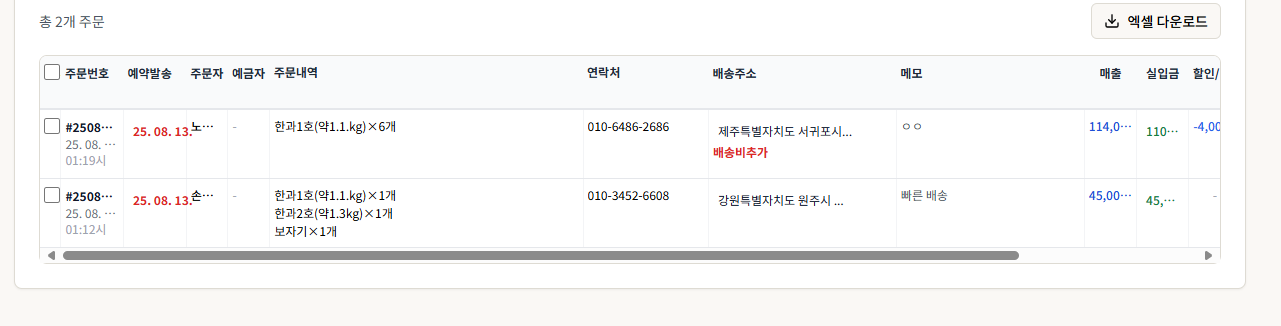 총 2개 주문
엑셀 다운로드
주문번호 예약발송 주문자 예금자 주문내역 연락처 배송주소 메모 매출 실입금 할인/
#2508… 25. 08. 13. 노… - 한과1호(약1.1.kg)×6개 010-6486-2686 제주특별자치도 서귀포시... ㅇㅇ 114,0… 110… -4,00
25. 08. …
배송비추가
01:19시
#2508… 25. 08. 13. 손… - 한과1호(약1.1.kg)×1개 010-3452-6608 강원특별자치도 원주시 ... 빠른 배송 45,00… 45,… -
25. 08. … 한과2호(약1.3kg)×1개
01:12시 보자기×1개